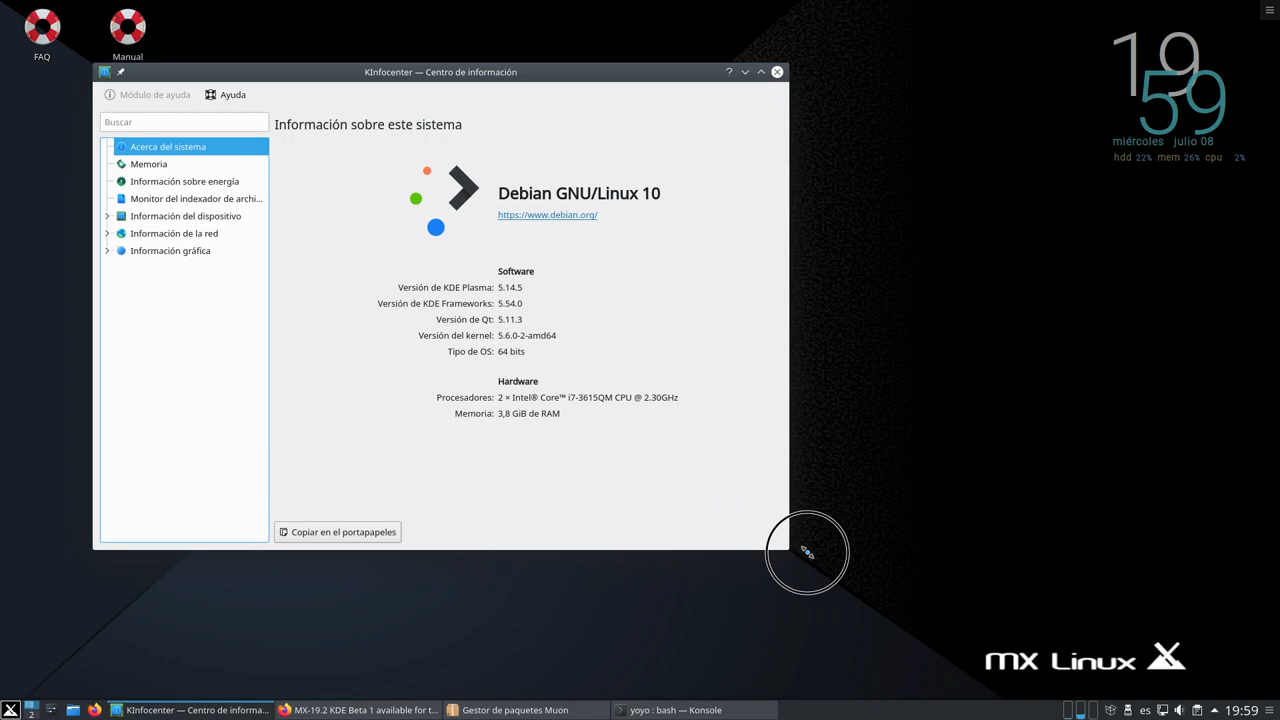 FAQ
Manual
KInfocenter — Centro de información
Módulo de ayuda
Ayuda
Buscar
Información sobre este sistema
Acerca del sistema
Memoria
Información sobre energía
Monitor del indexador de archi...
Información del dispositivo
Información de la red
Información gráfica
Debian GNU/Linux 10
https://www.debian.org/
Software
Versión de KDE Plasma: 5.14.5
Versión de KDE Frameworks: 5.54.0
Versión de Qt: 5.11.3
Versión del kernel: 5.6.0-2-amd64
Tipo de OS: 64 bits
Hardware
Procesadores: 2 × Intel® Core™ i7-3615QM CPU @ 2.30GHz
Memoria: 3,8 GiB de RAM
Copiar en el portapapeles
19
59
miércoles julio 08
hdd 22% mem 26% cpu 2%
MX Linux
2
KInfocenter — Centro de informa...
MX-19.2 KDE Beta 1 available for t...
Gestor de paquetes Muon
yoyo : bash — Konsole
es
19:59